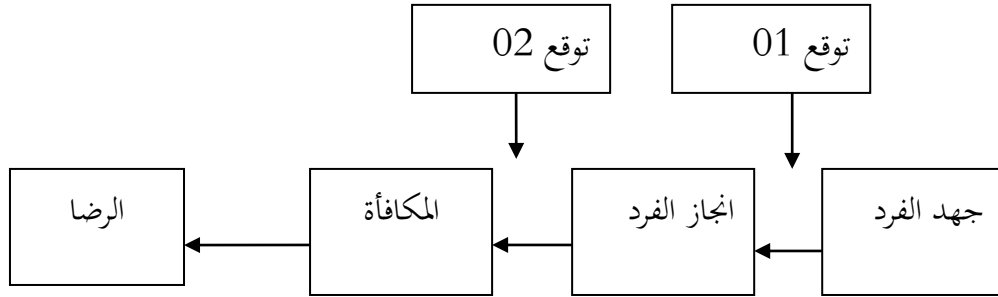 توقع 01
توقع 02
جهد الفرد
انجاز الفرد
المكافأة
الرضا